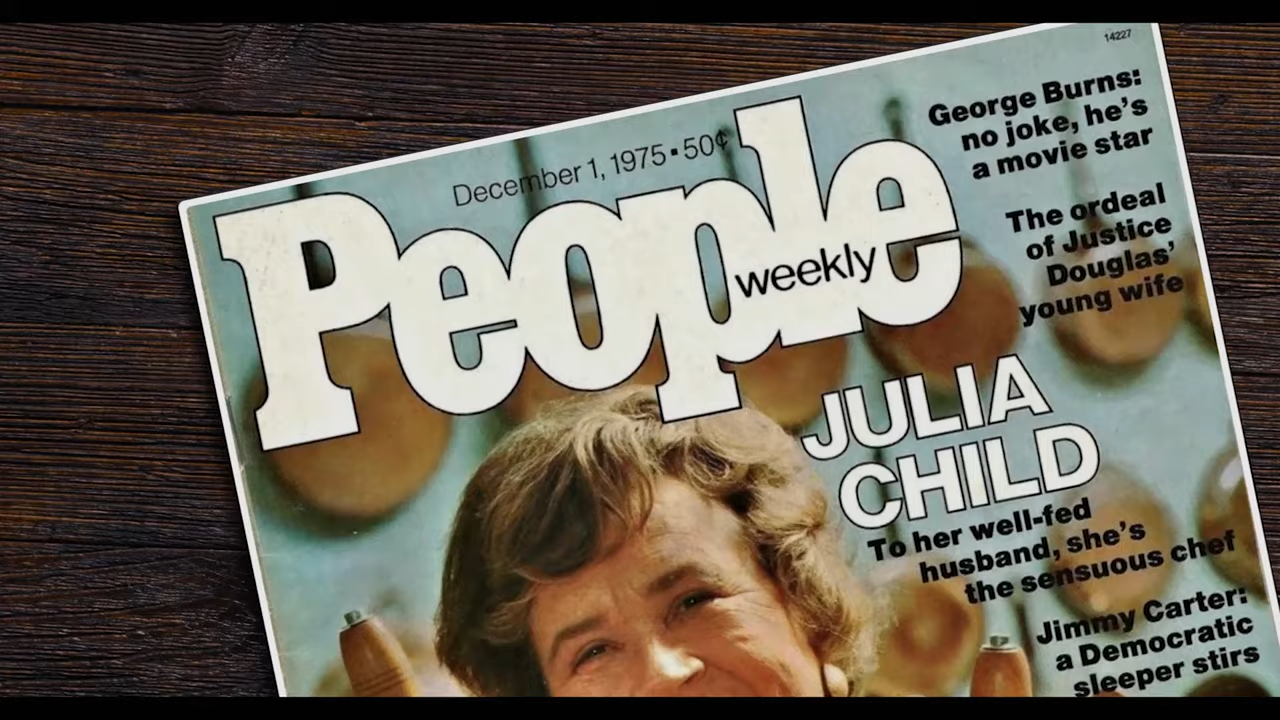 14227
December 1, 1975 ▪ 50¢
People
weekly
George Burns:
no joke, he's
a movie star
The ordeal
of Justice
Douglas'
young wife
JULIA
CHILD
To her well-fed
husband, she's
the sensuous chef
Jimmy Carter:
a Democratic
sleeper stirs